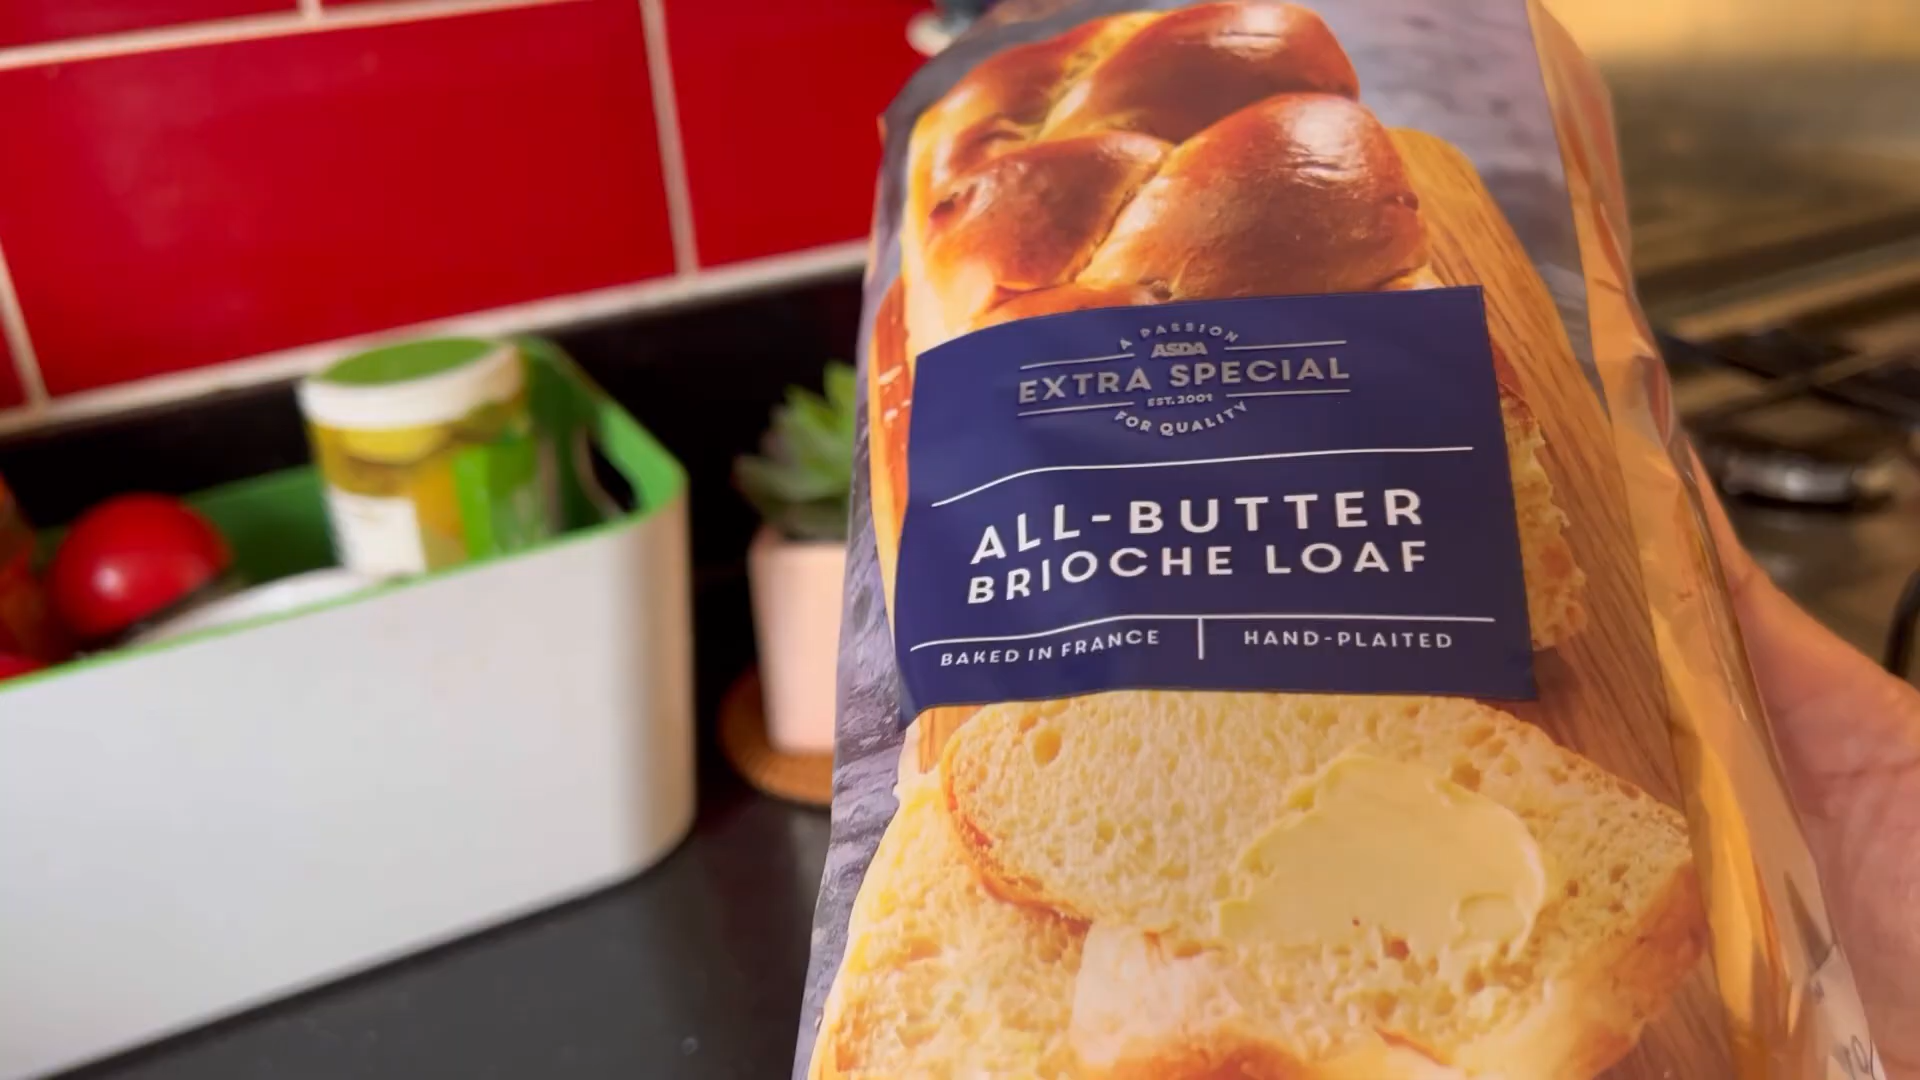 A PASSION
ASDA
EXTRA SPECIAL
EST. 2001
FOR QUALITY
ALL-BUTTER
BRIOCHE LOAF
BAKED IN FRANCE | HAND-PLAITED